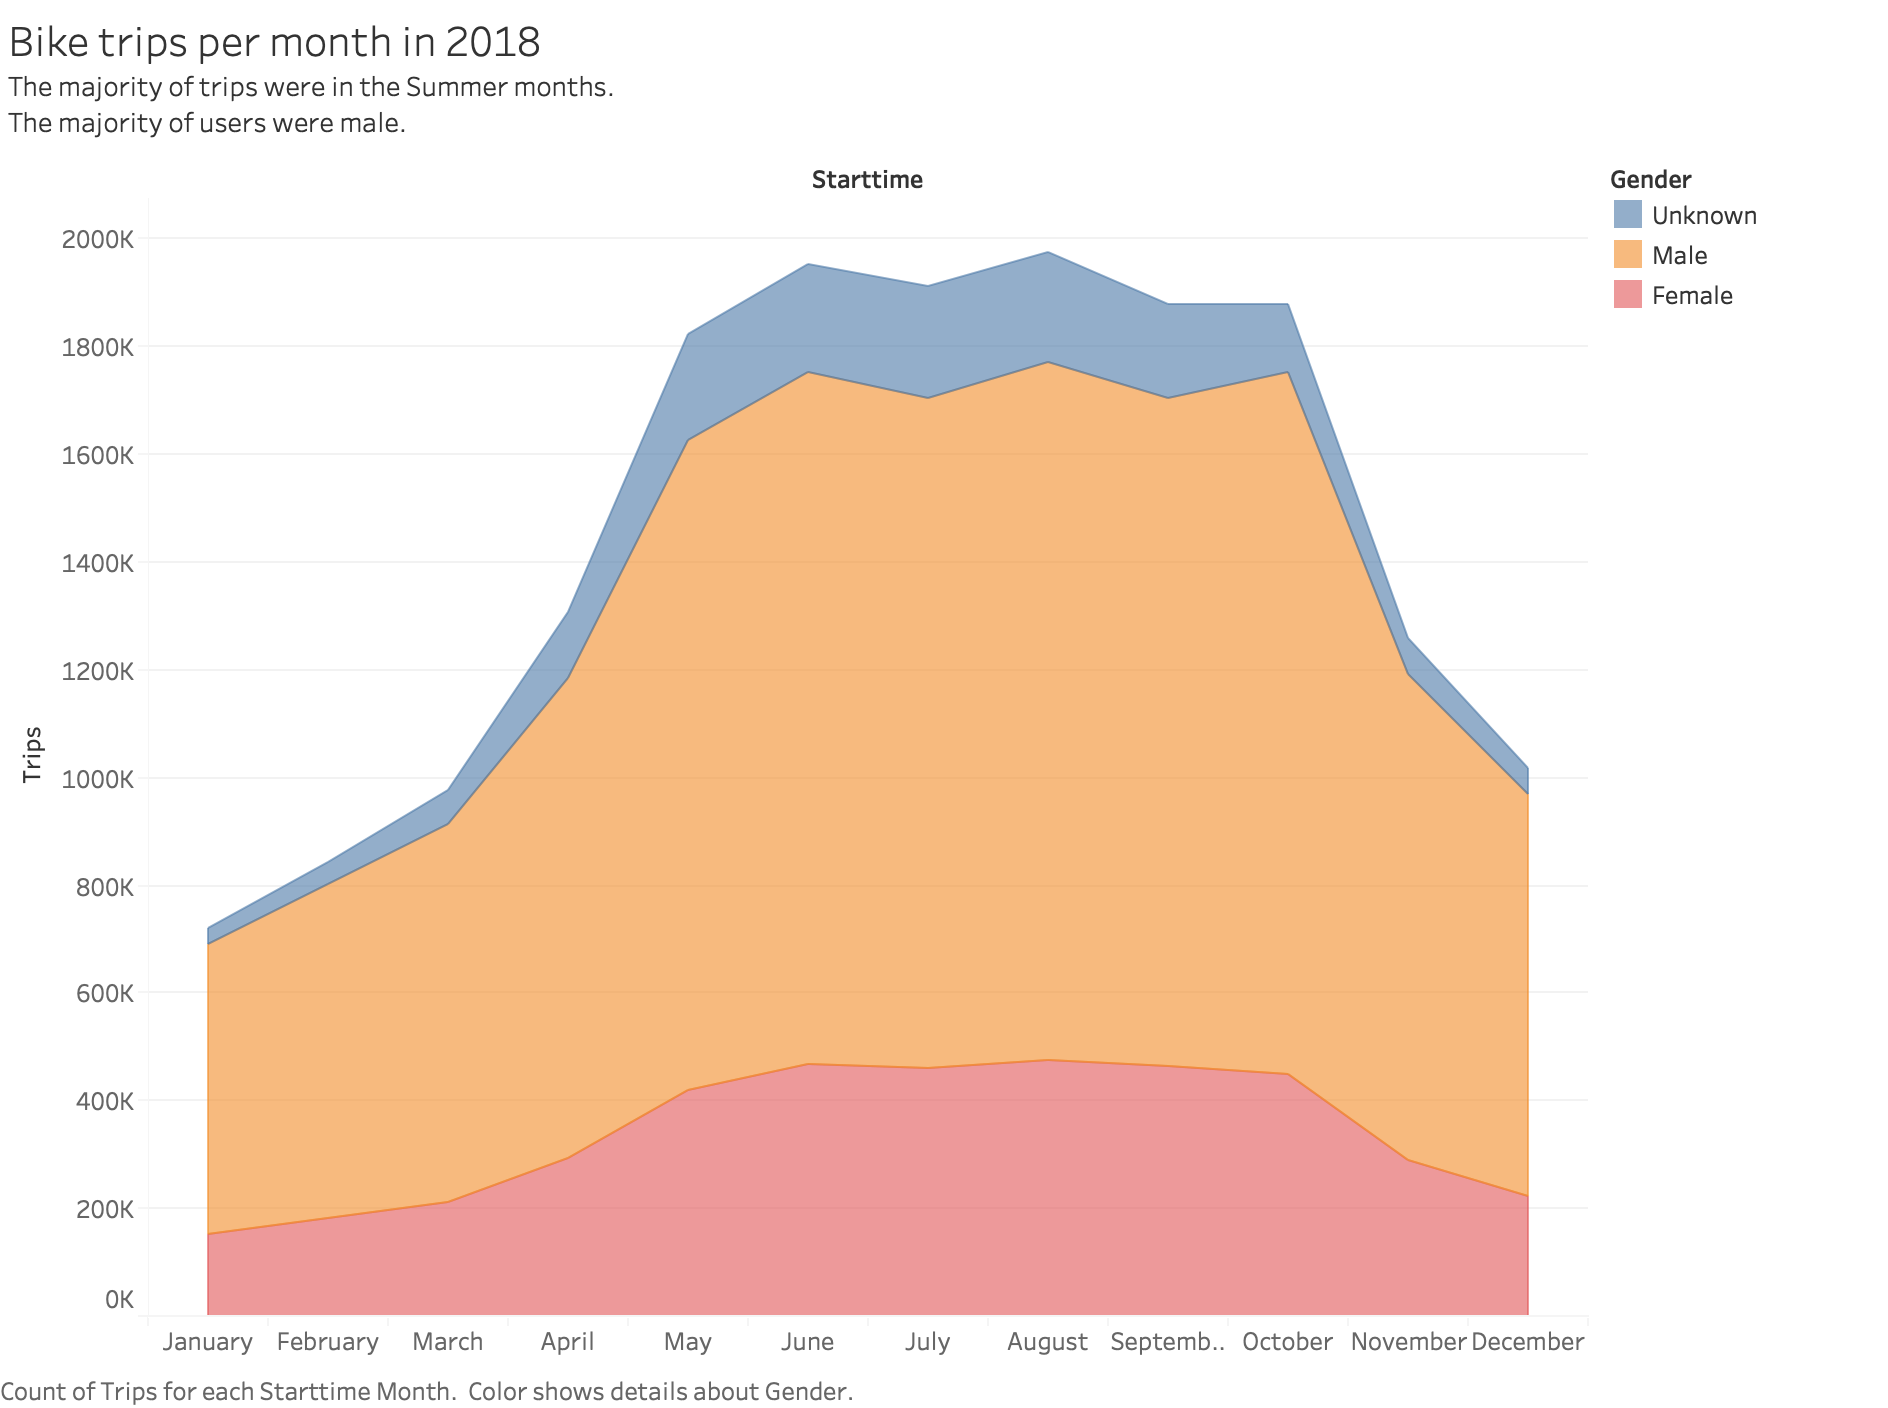 Bike trips per month in 2018
The majority of trips were in the Summer months.
The majority of users were male.
Starttime
Gender
Unknown
Male
Female
2000K
1800K
1600K
1400K
1200K
1000K
800K
600K
400K
200K
0K
Trips
January February March April May June July August Septemb.. October November December
Count of Trips for each Starttime Month. Color shows details about Gender.